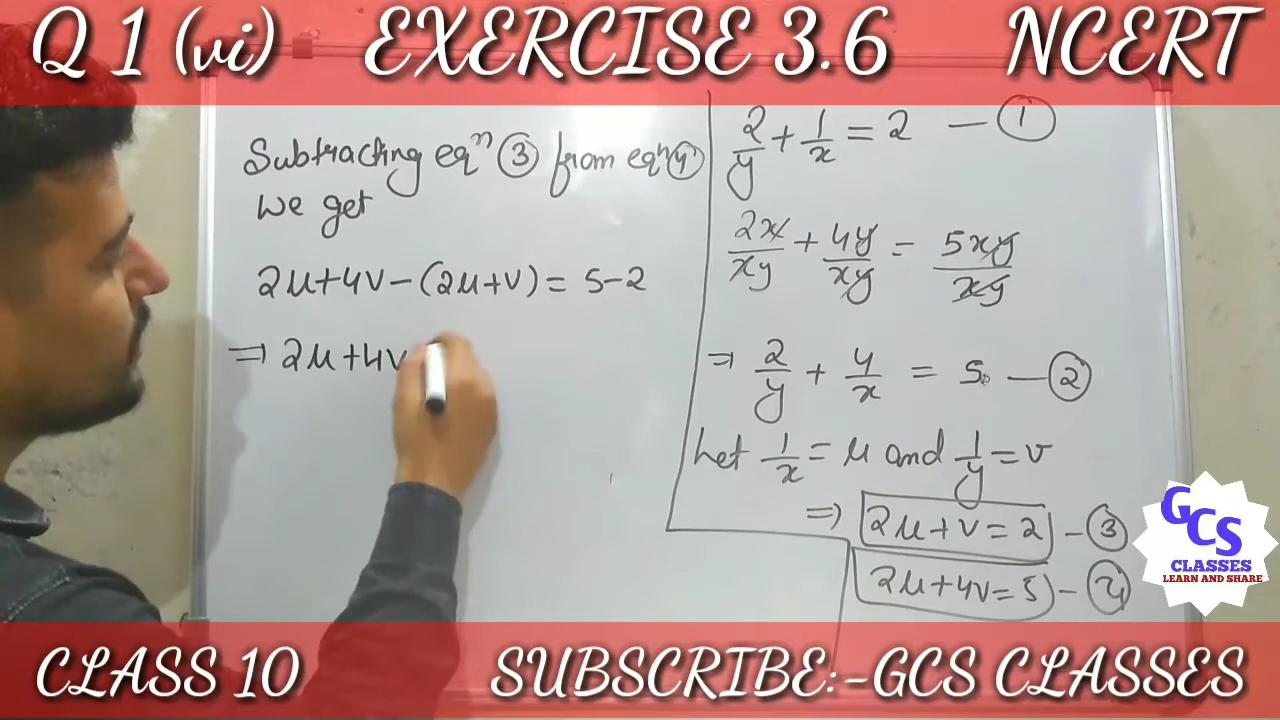 Q 1 (vi) EXERCISE 3.6 NCERT
Subtracting eqⁿ ③ from eqⁿ ④
we get
2u+4v-(2u+v) = 5-2
⇒ 2u+4v
2/y + 1/x = 2 — ①
2x/xy + 4y/xy = 5xy/xy
⇒ 2/y + 4/x = 5 — ②
Let 1/x = u and 1/y = v
⇒ 2u+v = 2 - ③
2u+4v=5 - ④
GCS
CLASSES
LEARN AND SHARE
CLASS 10 SUBSCRIBE:-GCS CLASSES